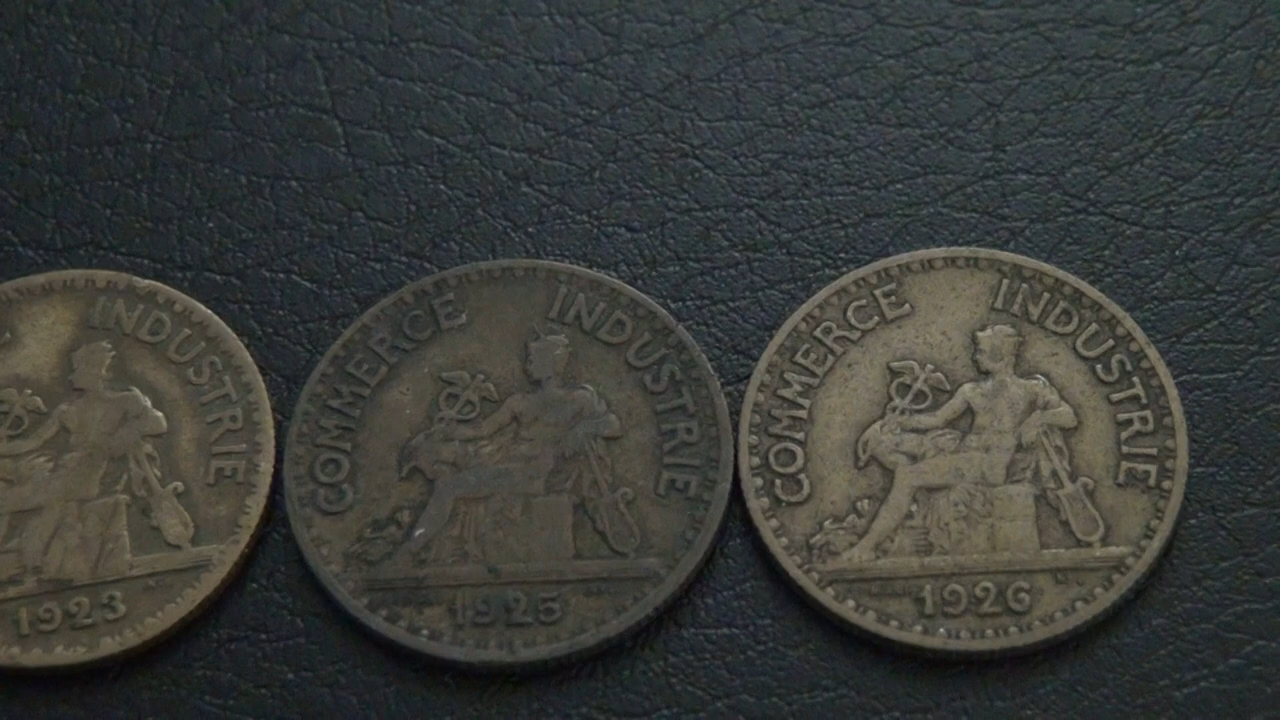 INDUSTRIE
1923
COMMERCE INDUSTRIE
1925
COMMERCE INDUSTRIE
1926